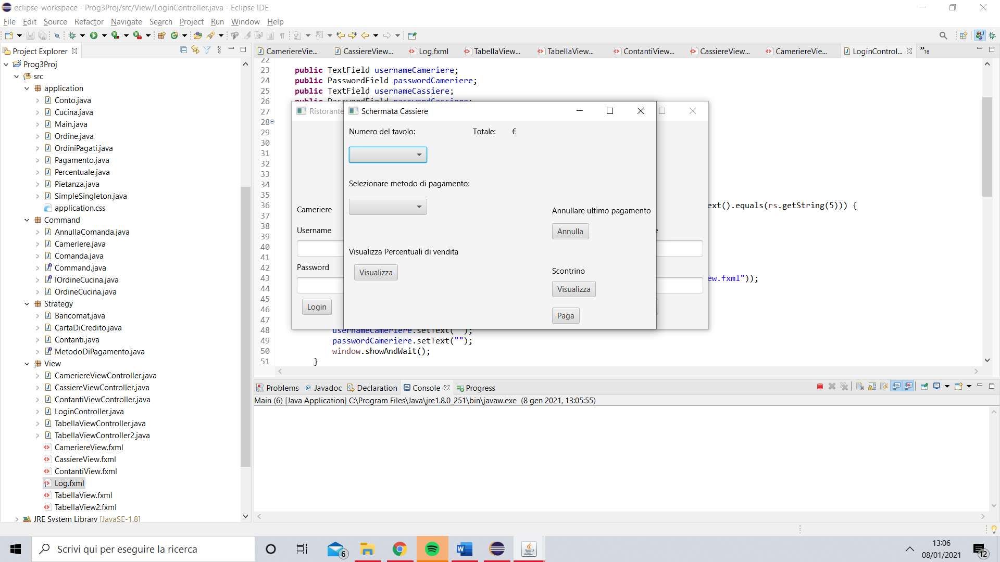 eclipse-workspace - Prog3Proj/src/View/LoginController.java - Eclipse IDE
File Edit Source Refactor Navigate Search Project Run Window Help
Project Explorer
Prog3Proj
src
application
Conto.java
Cucina.java
Main.java
Ordine.java
OrdiniPagati.java
Pagamento.java
Percentuale.java
Pietanza.java
SimpleSingleton.java
application.css
Command
AnnullaComanda.java
Cameriere.java
Comanda.java
Command.java
IOrdineCucina.java
OrdineCucina.java
Strategy
Bancomat.java
CartaDiCredito.java
Contanti.java
MetodoDiPagamento.java
View
CameriereViewController.java
CassiereViewController.java
ContantiViewController.java
LoginController.java
TabellaViewController.java
TabellaViewController2.java
CameriereView.fxml
CassiereView.fxml
ContantiView.fxml
Log.fxml
TabellaView.fxml
TabellaView2.fxml
JRE System Library [JavaSE-1.8]
CameriereVie... CassiereView... Log.fxml TabellaView... TabellaView... ContantiView... CassiereView... CameriereVie... LoginControl... »16
22
23 public TextField usernameCameriere;
24 public PasswordField passwordCameriere;
25 public TextField usernameCassiere;
26 public PasswordField passwordCassiere;
27
28
29
30
31
32
33
34
35
36 ext().equals(rs.getString(5))) {
37
38
39
40
41
42
43 ew.fxml"));
44
45
46
47
48 usernameCameriere.setText("");
49 passwordCameriere.setText("");
50 window.showAndWait();
51 }
Ristorante
Cameriere
Username
Password
Login
e
Schermata Cassiere
Numero del tavolo: Totale: €
Selezionare metodo di pagamento:
Annullare ultimo pagamento
Annulla
Visualizza Percentuali di vendita
Visualizza
Scontrino
Visualizza
Paga
Problems @ Javadoc Declaration Console Progress
Main (6) [Java Application] C:\Program Files\Java\jre1.8.0_251\bin\javaw.exe (8 gen 2021, 13:05:55)
Scrivi qui per eseguire la ricerca
6
13:06
08/01/2021
12